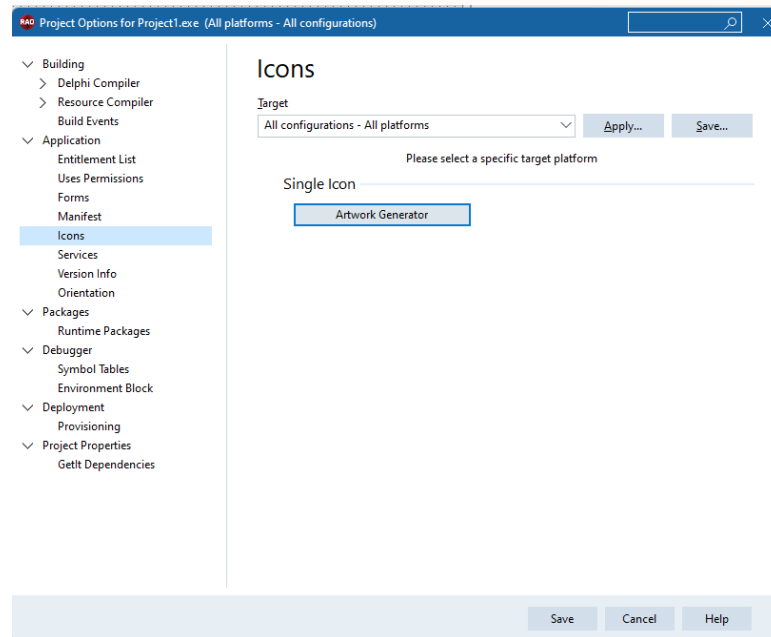 RAD Project Options for Project1.exe (All platforms - All configurations)
Building
Delphi Compiler
Resource Compiler
Build Events
Application
Entitlement List
Uses Permissions
Forms
Manifest
Icons
Services
Version Info
Orientation
Packages
Runtime Packages
Debugger
Symbol Tables
Environment Block
Deployment
Provisioning
Project Properties
GetIt Dependencies
Icons
Target
All configurations - All platforms
Apply...
Save...
Please select a specific target platform
Single Icon
Artwork Generator
Save
Cancel
Help